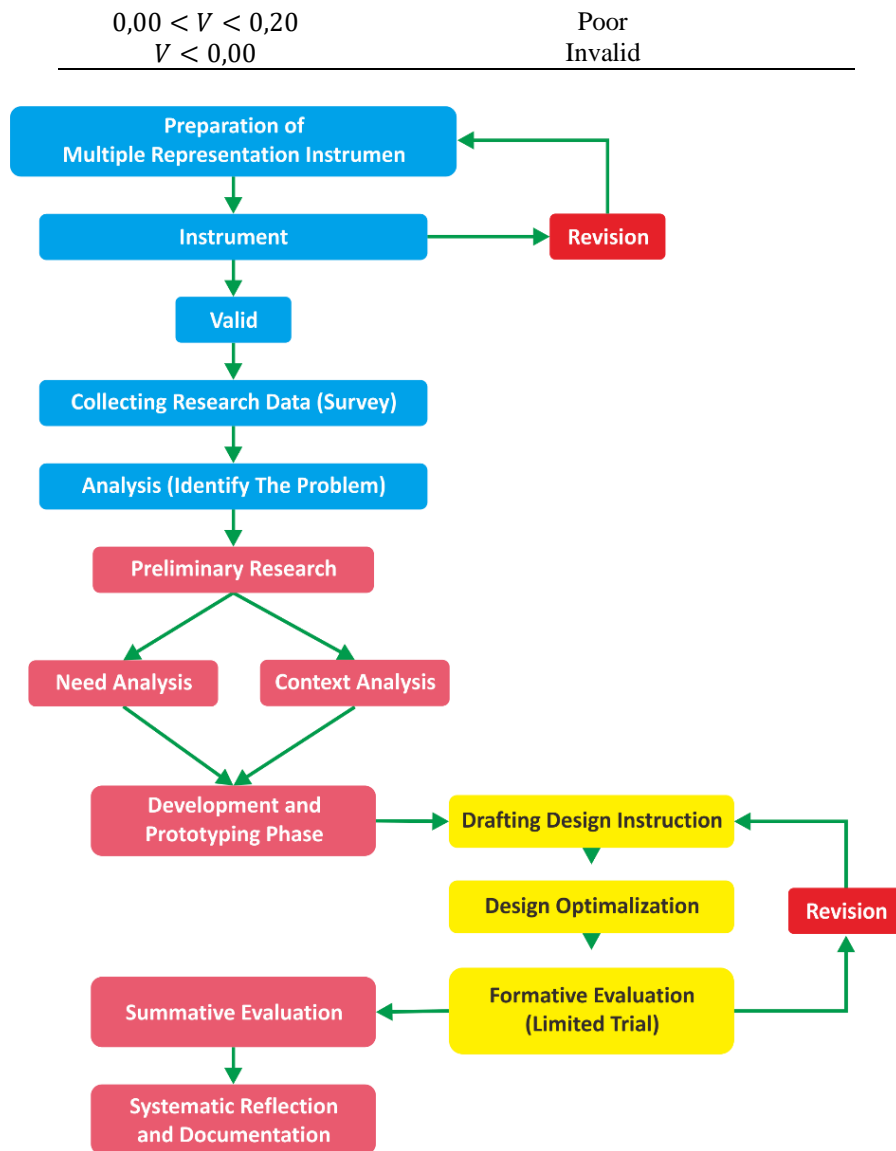 0,00 < V < 0,20 Poor
V < 0,00 Invalid
Preparation of
Multiple Representation Instrumen
Instrument
Revision
Valid
Collecting Research Data (Survey)
Analysis (Identify The Problem)
Preliminary Research
Need Analysis
Context Analysis
Development and
Prototyping Phase
Drafting Design Instruction
Design Optimalization
Revision
Formative Evaluation
(Limited Trial)
Summative Evaluation
Systematic Reflection
and Documentation